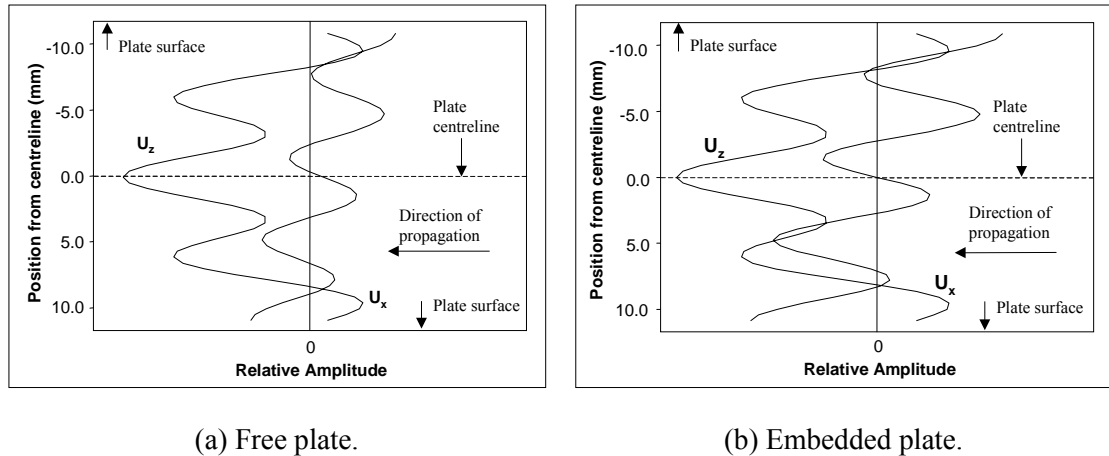 Position from centreline (mm)
-10.0
-5.0
0.0
5.0
10.0
Plate surface
Plate
centreline
Uz
Direction of
propagation
Ux
Plate surface
0
Relative Amplitude
(a) Free plate.
Position from centreline (mm)
-10.0
-5.0
0.0
5.0
10.0
Plate surface
Plate
centreline
Uz
Direction of
propagation
Ux
Plate surface
0
Relative Amplitude
(b) Embedded plate.